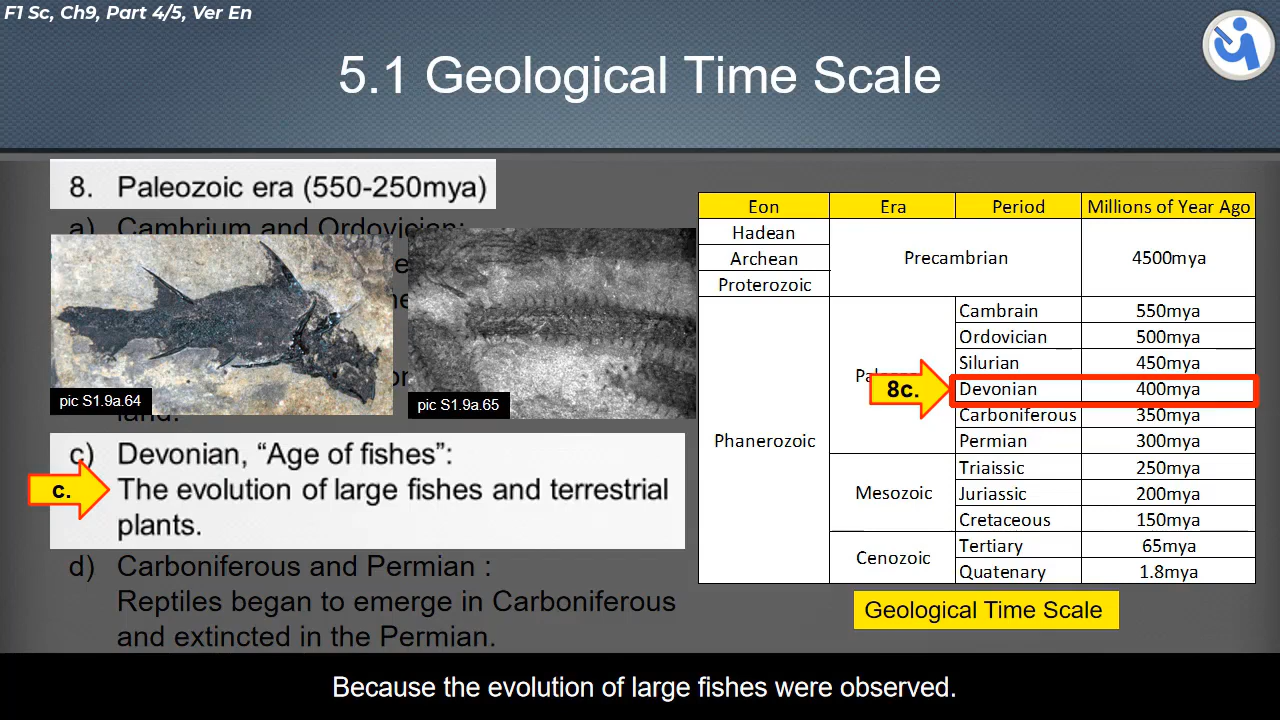 F1 Sc, Ch9, Part 4/5, Ver En
5.1 Geological Time Scale
8. Paleozoic era (550-250mya)
a) Cambrium and Ordovician:
pic S1.9a.64
pic S1.9a.65
land.
c) Devonian, “Age of fishes”:
c. The evolution of large fishes and terrestrial
plants.
d) Carboniferous and Permian :
Reptiles began to emerge in Carboniferous
and extincted in the Permian.
Eon Era Period Millions of Year Ago
Hadean
Archean Precambrian 4500mya
Proterozoic
Cambrain 550mya
Ordovician 500mya
Silurian 450mya
8c. Devonian 400mya
Carboniferous 350mya
Phanerozoic Permian 300mya
Triaissic 250mya
Mesozoic Juriassic 200mya
Cretaceous 150mya
Cenozoic Tertiary 65mya
Quatenary 1.8mya
Geological Time Scale
Because the evolution of large fishes were observed.